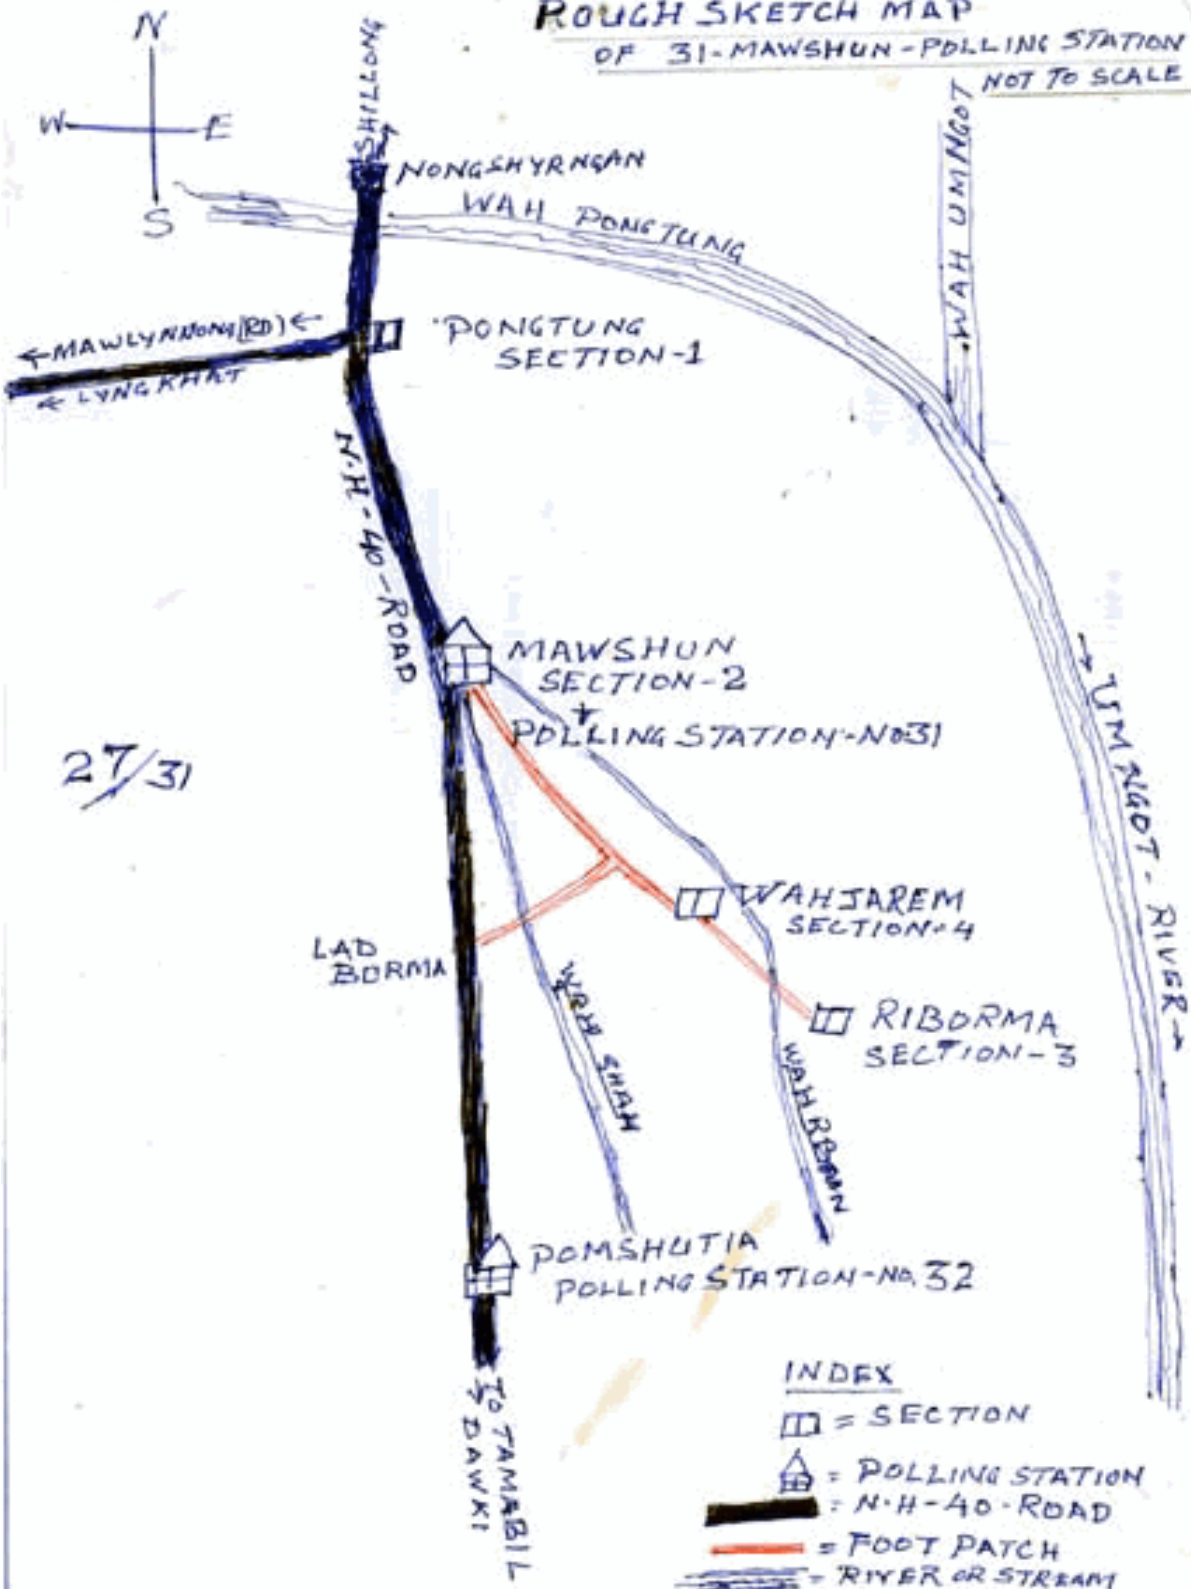 ROUGH SKETCH MAP
OF 31-MAWSHUN-POLLING STATION
NOT TO SCALE
N
W E
S
SHILLONG
NONGSHYRNGAN
WAH PONGTUNG
WAH UMNGOT
← MAWLYNNONG (RD) ←
← LYNGKHAT
PONGTUNG
SECTION-1
N.H-40-ROAD
MAWSHUN
SECTION-2
+
POLLING STATION-No31
→ UMNGOT-RIVER →
27/31
WAHJAREM
SECTION-4
LAD
BORMA
RIBORMA
SECTION-3
WAH SHAH
POMSHUTIA
POLLING STATION-NO.32
TO TAMABIL
DAWKI
INDEX
= SECTION
= POLLING STATION
= N.H-40-ROAD
= FOOT PATCH
= RIVER OR STREAM